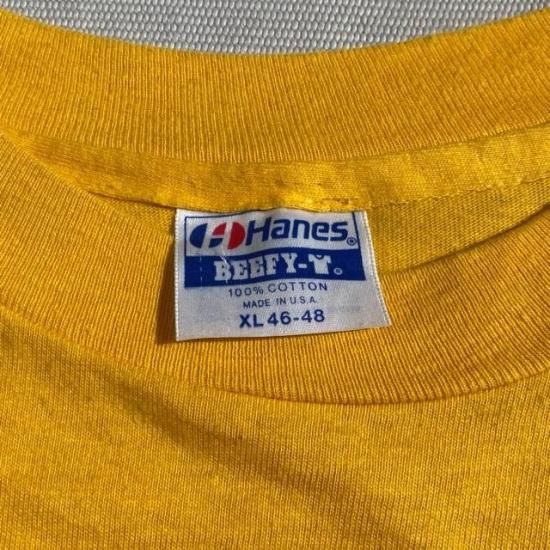 Hanes®
BEEFY-T®
100% COTTON
MADE IN U.S.A.
XL 46-48